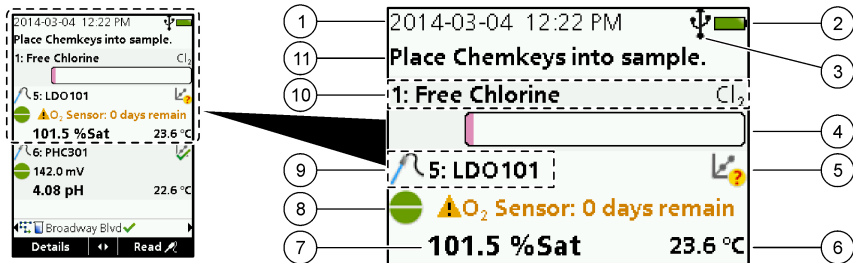 2014-03-04 12:22 PM
Place Chemkeys into sample.
1: Free Chlorine Cl2
5: LDO101
O2 Sensor: 0 days remain
101.5 %Sat 23.6 °C
6: PHC301
142.0 mV
4.08 pH 22.6 °C
Broadway Blvd
Details Read
1 2014-03-04 12:22 PM 2
3
11 Place Chemkeys into sample.
10 1: Free Chlorine Cl2
4
9 5: LDO101 ? 5
8 O2 Sensor: 0 days remain
7 101.5 %Sat 23.6 °C 6